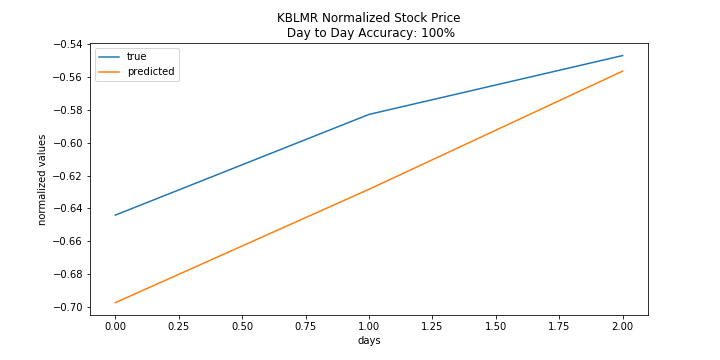 KBLMR Normalized Stock Price
Day to Day Accuracy: 100%
true
predicted
normalized values
−0.54
−0.56
−0.58
−0.60
−0.62
−0.64
−0.66
−0.68
−0.70
0.00 0.25 0.50 0.75 1.00 1.25 1.50 1.75 2.00
days